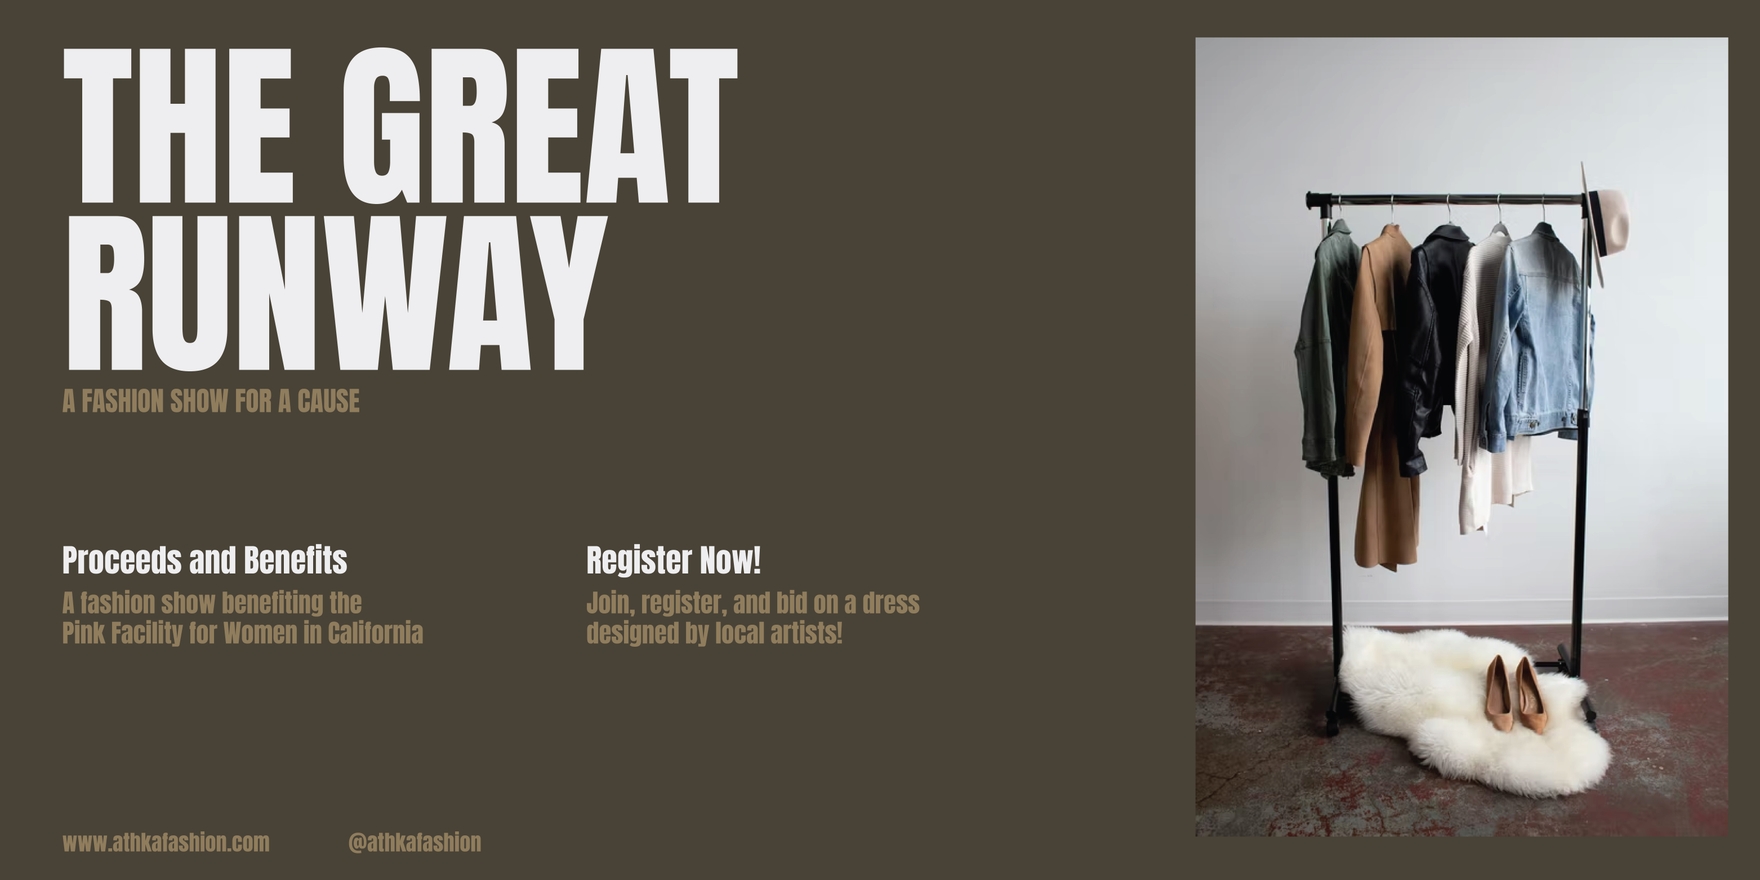 THE GREAT
RUNWAY
A FASHION SHOW FOR A CAUSE
Proceeds and Benefits
A fashion show benefiting the
Pink Facility for Women in California
Register Now!
Join, register, and bid on a dress
designed by local artists!
www.athkafashion.com
@athkafashion